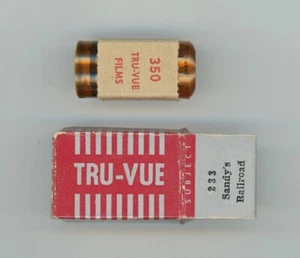 350
TRU-VUE
FILMS
TRU-VUE
SUBJECT
233
Sandy's
Railroad